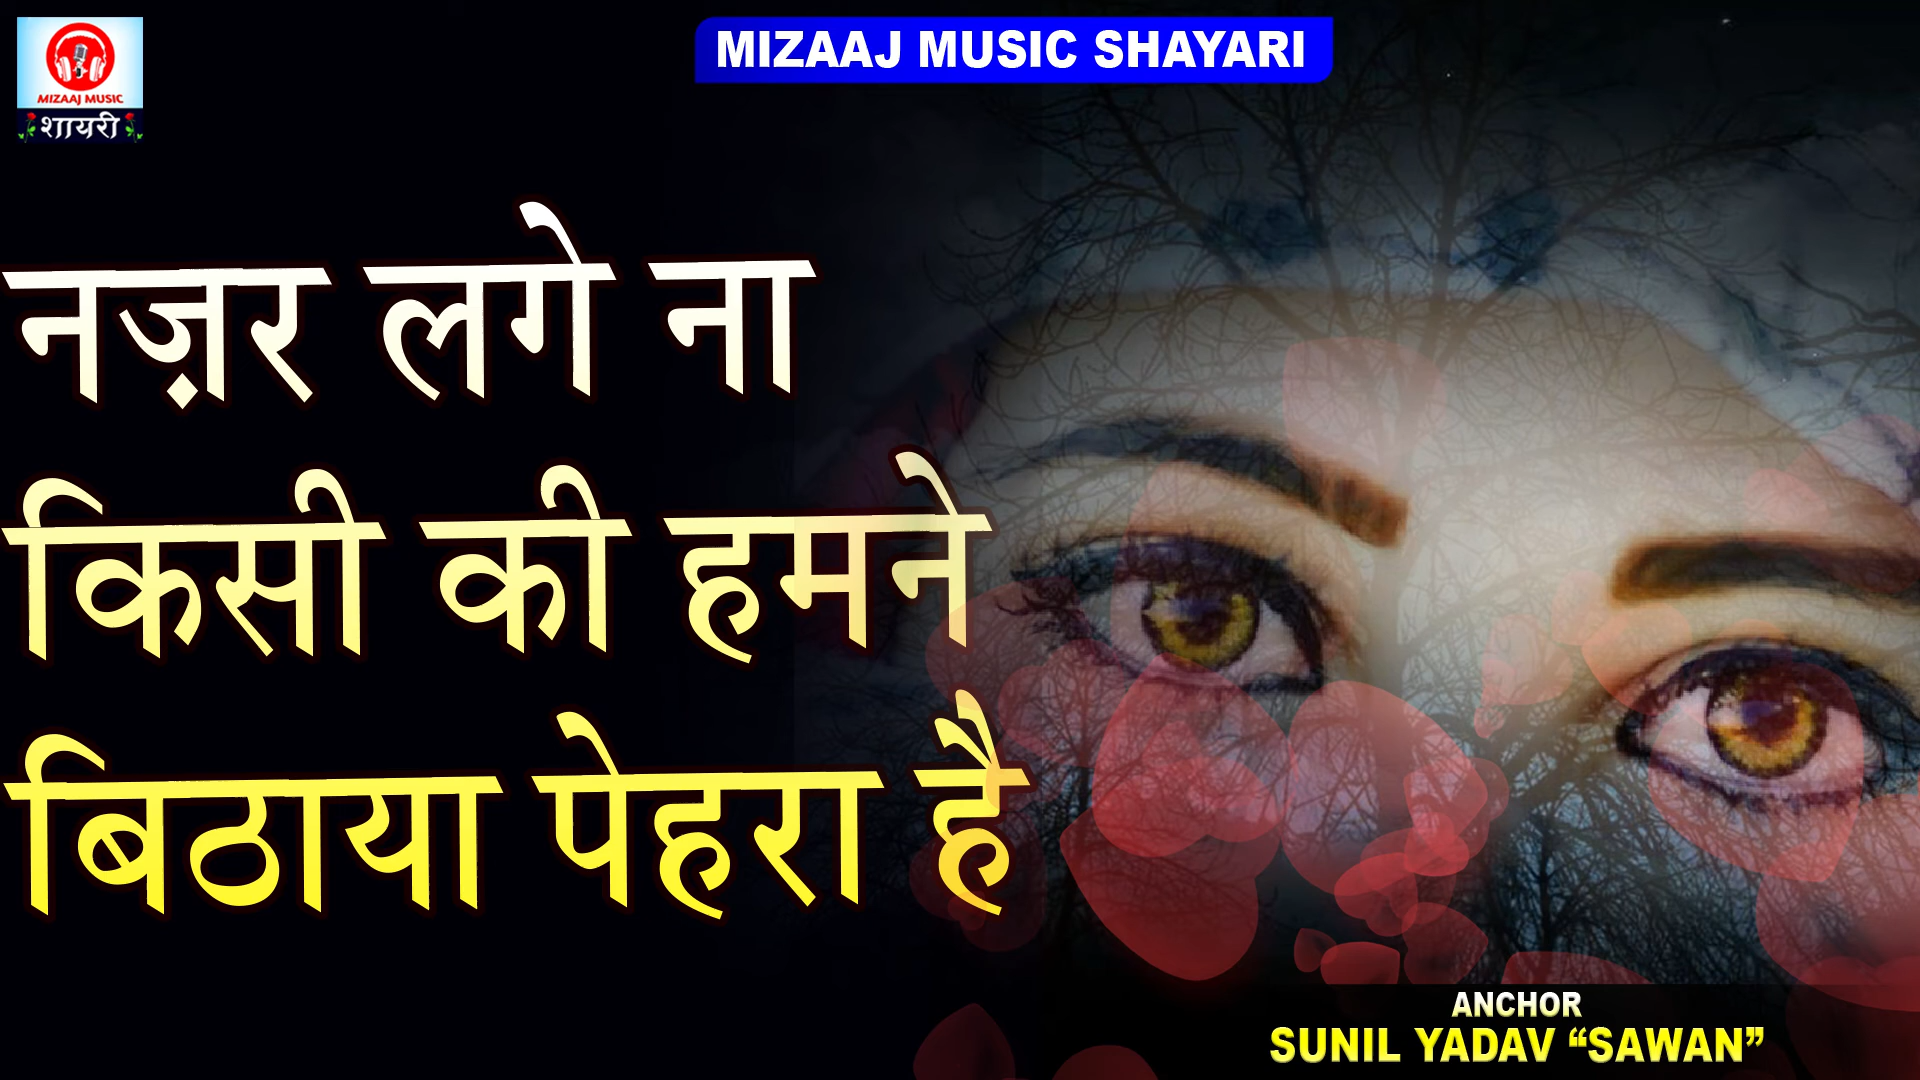 MIZAAJ MUSIC SHAYARI
MIZAAJ MUSIC
शायरी
नज़र लगे ना
किसी की हमने
बिठाया पेहरा है
ANCHOR
SUNIL YADAV “SAWAN”